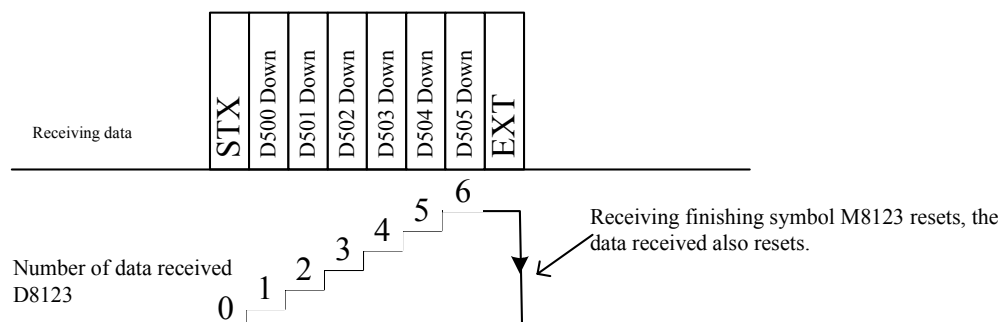 STX
D500 Down
D501 Down
D502 Down
D503 Down
D504 Down
D505 Down
EXT
Receiving data
0
1
2
3
4
5
6
Number of data received
D8123
Receiving finishing symbol M8123 resets, the
data received also resets.